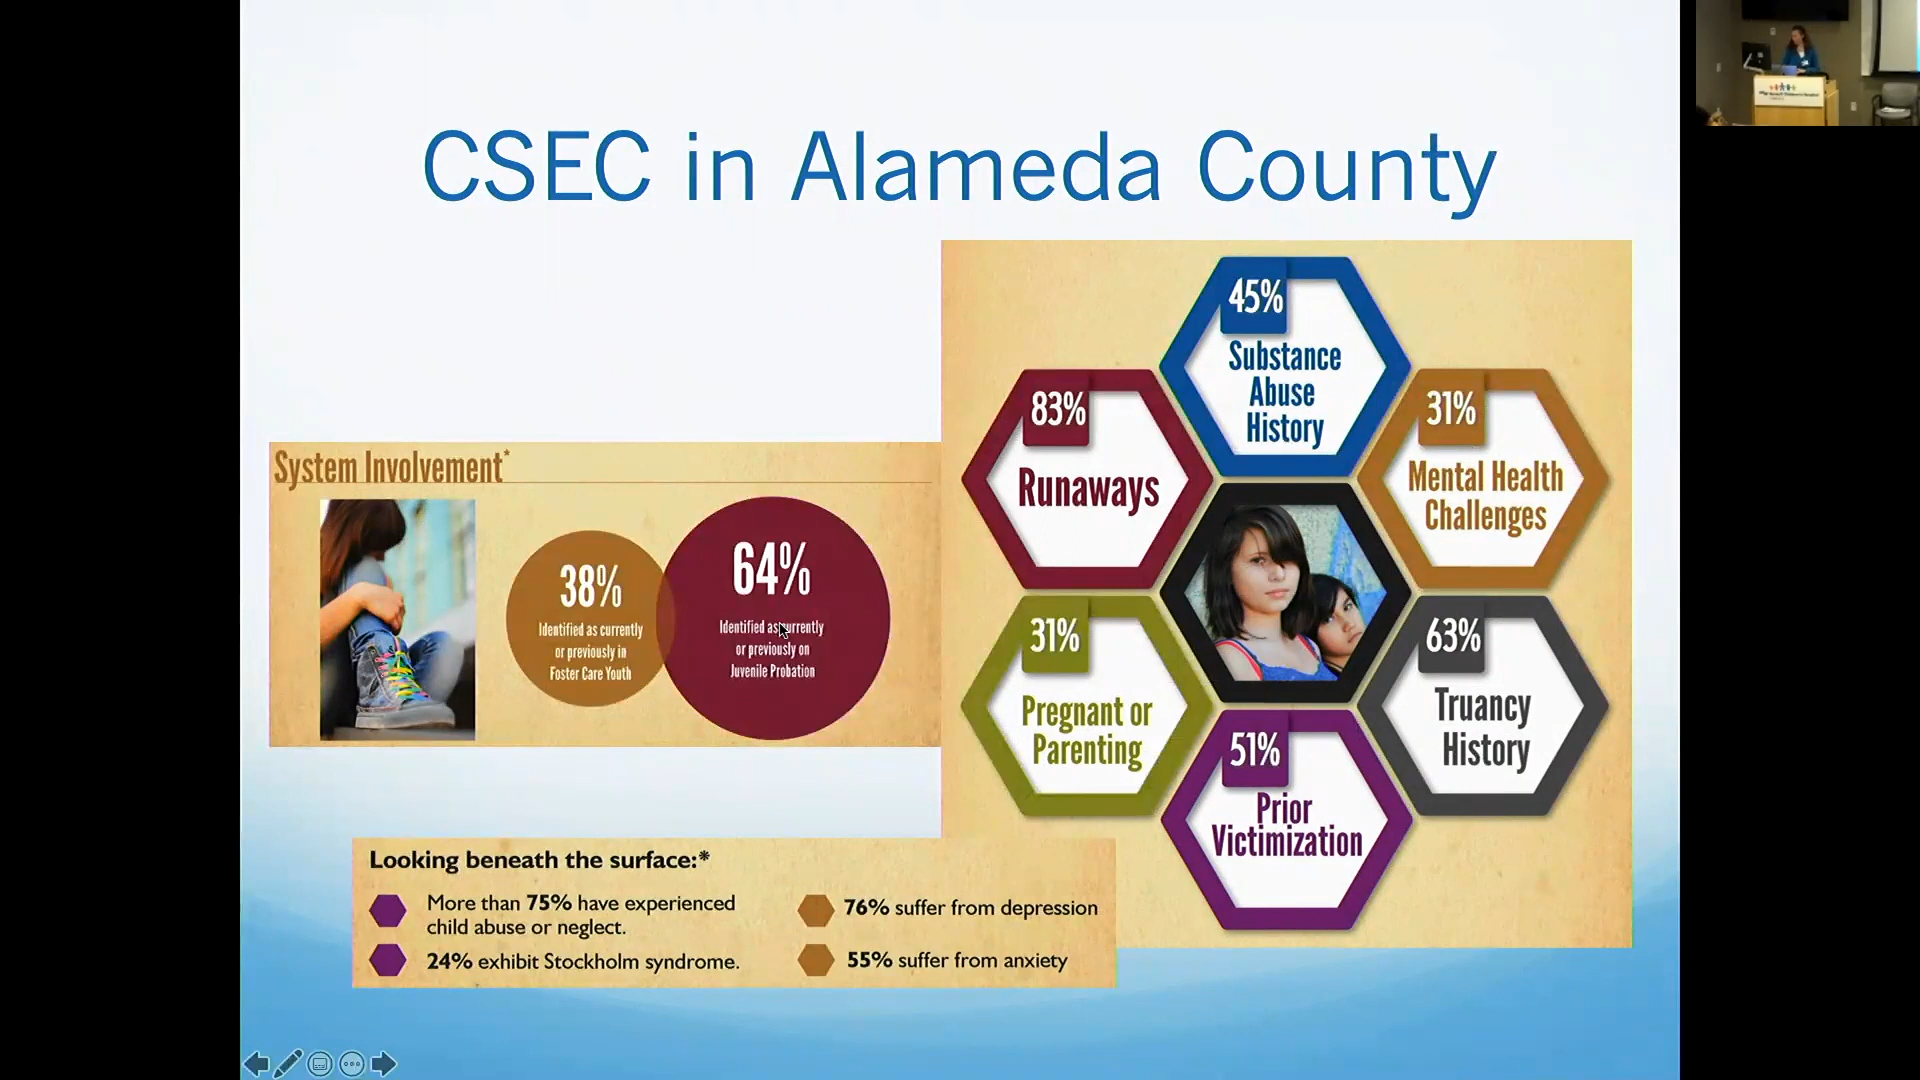 CSEC in Alameda County
System Involvement*
38%
Identified as currently
or previously in
Foster Care Youth
64%
Identified as currently
or previously on
Juvenile Probation
45%
Substance
Abuse
History
83%
Runaways
31%
Mental Health
Challenges
31%
Pregnant or
Parenting
63%
Truancy
History
51%
Prior
Victimization
Looking beneath the surface:*
More than 75% have experienced
child abuse or neglect.
24% exhibit Stockholm syndrome.
76% suffer from depression
55% suffer from anxiety